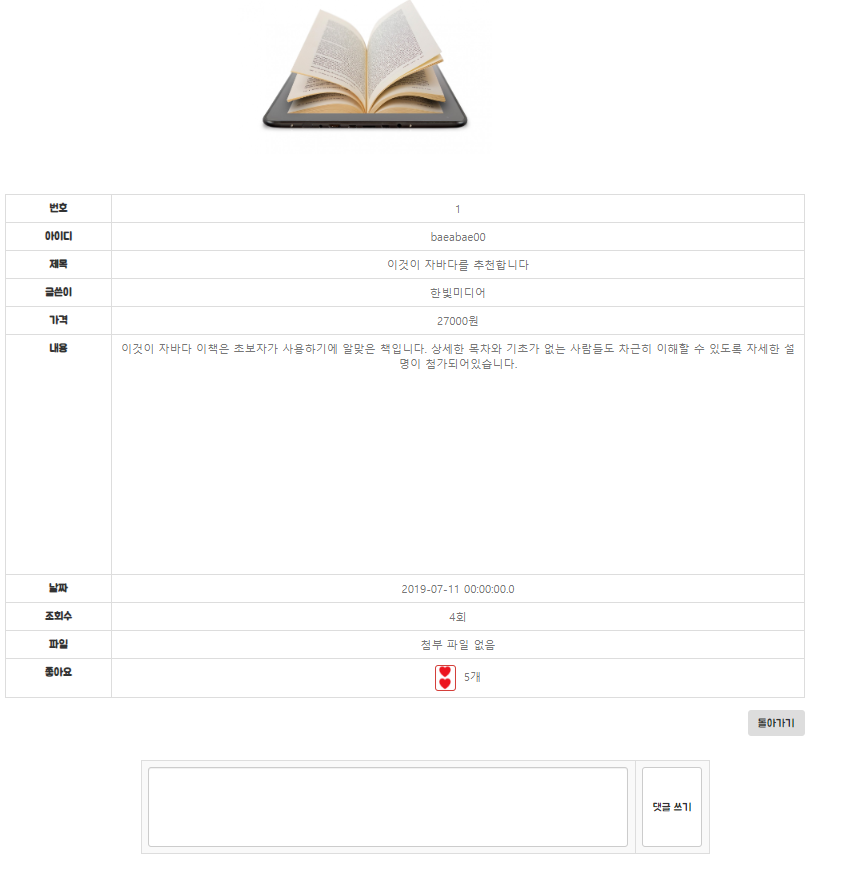 번호 1
아이디 baeabae00
제목 이것이 자바다를 추천합니다
글쓴이 한빛미디어
가격 27000원
내용 이것이 자바다 이책은 초보자가 사용하기에 알맞은 책입니다. 상세한 목차와 기초가 없는 사람들도 차근히 이해할 수 있도록 자세한 설
명이 첨가되어있습니다.
날짜 2019-07-11 00:00:00.0
조회수 4회
파일 첨부 파일 없음
좋아요 5개
돌아가기
댓글 쓰기